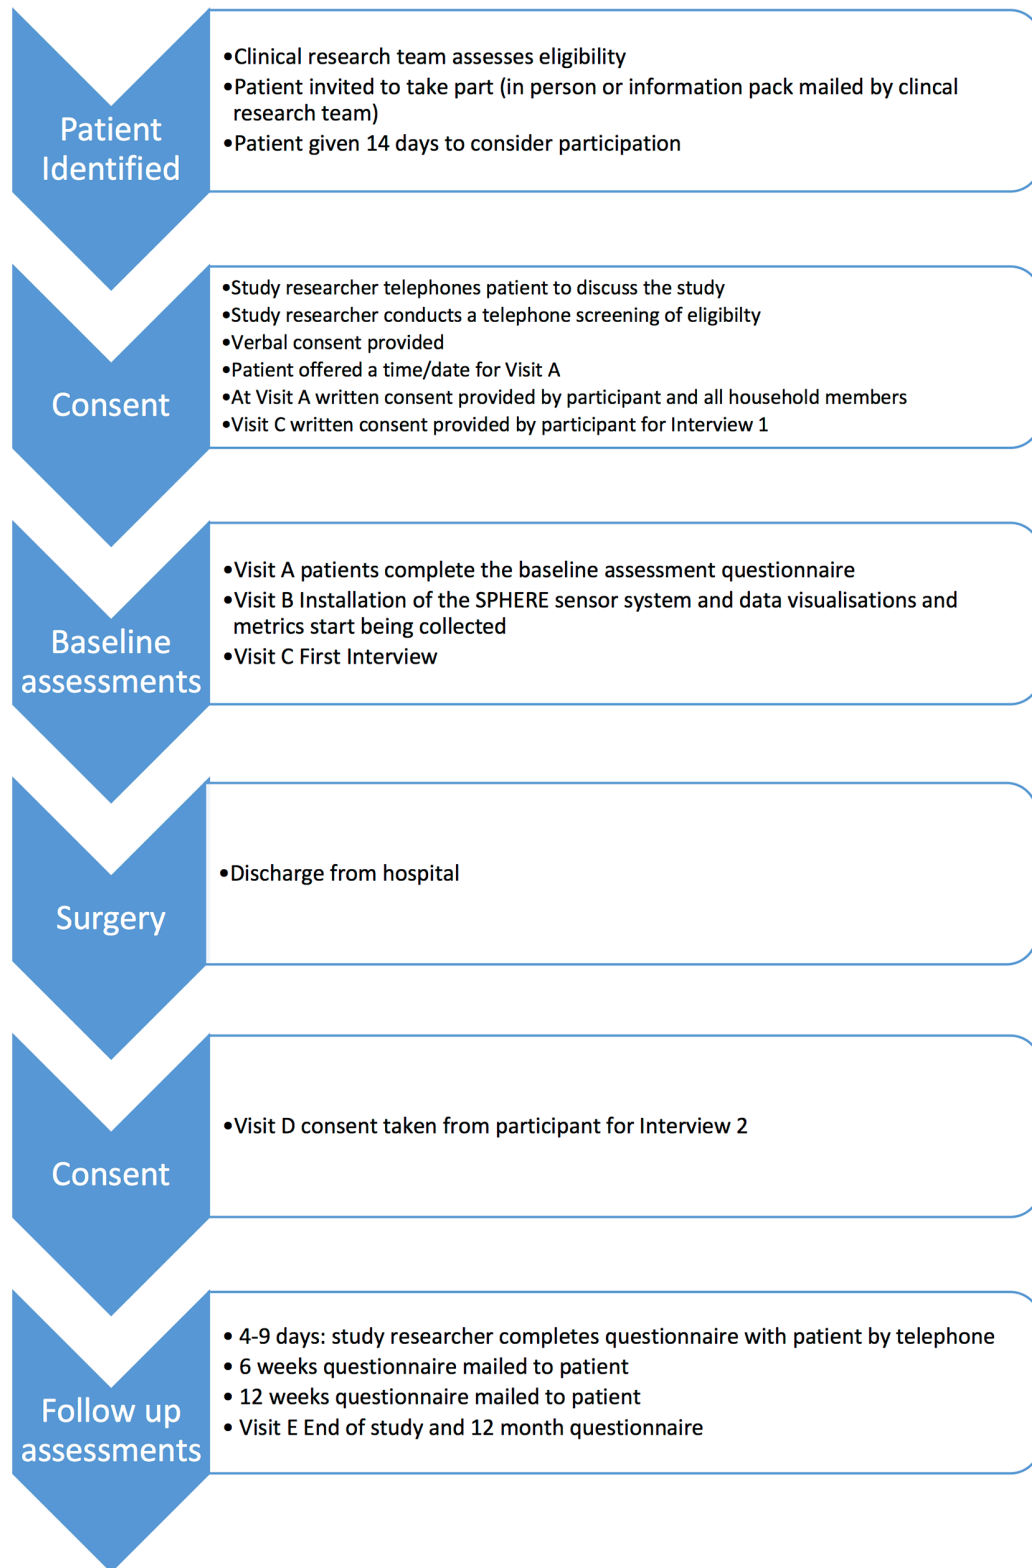 Patient
Identified
•Clinical research team assesses eligibility
•Patient invited to take part (in person or information pack mailed by clincal
research team)
•Patient given 14 days to consider participation
Consent
•Study researcher telephones patient to discuss the study
•Study researcher conducts a telephone screening of eligibilty
•Verbal consent provided
•Patient offered a time/date for Visit A
•At Visit A written consent provided by participant and all household members
•Visit C written consent provided by participant for Interview 1
Baseline
assessments
•Visit A patients complete the baseline assessment questionnaire
•Visit B Installation of the SPHERE sensor system and data visualisations and
metrics start being collected
•Visit C First Interview
Surgery
•Discharge from hospital
Consent
•Visit D consent taken from participant for Interview 2
Follow up
assessments
• 4-9 days: study researcher completes questionnaire with patient by telephone
• 6 weeks questionnaire mailed to patient
• 12 weeks questionnaire mailed to patient
• Visit E End of study and 12 month questionnaire